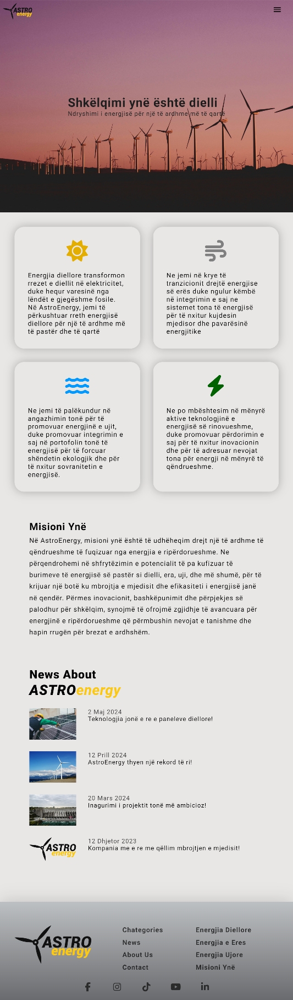 ASTRO
energy
Shkëlqimi ynë është dielli
Ndryshimi i energjisë për një të ardhme më të qartë
Energjia diellore transformon
rrezet e diellit në elektricitet,
duke hequr varesinë nga
lëndët e gjegëshme fosile.
Në AstroEnergy, jemi të
përkushtuar rreth energjisë
diellore për një të ardhme më
të pastër dhe të qartë
Ne jemi në krye të
tranzicionit drejtë energjise
së erës duke ngulur këmbë
në integrimin e saj ne
sistemet tona të energjisë
për të nxitur kujdesin
mjedisor dhe pavarësinë
energjitike
Ne jemi të palëkundur në
angazhimin tonë për të
promovuar energjinë e ujit,
duke promovuar integrimin e
saj në portofolin tonë të
energjisë për të forcuar
shëndetin ekologjik dhe për
të nxitur sovranitetin e
energjisë.
Ne po mbështesim në mënyrë
aktive teknologjinë e
energjisë së rinovueshme,
duke promovuar përdorimin e
saj për të nxitur inovacionin
dhe për të adresuar nevojat
tona për energji në mënyrë të
qëndrueshme.
Misioni Ynë
Në AstroEnergy, misioni ynë është të udhëheqim drejt një të ardhme të
qëndrueshme të fuqizuar nga energjia e ripërdorueshme. Ne
përqendrohemi në shfrytëzimin e potencialit të pa kufizuar të
burimeve të energjisë së pastër si dielli, era, uji, dhe më shumë, për të
krijuar një botë ku mbrojtja e mjedisit dhe efikasiteti i energjisë janë
në qendër. Përmes inovacionit, bashkëpunimit dhe përpjekjes së
palodhur për shkëlqim, synojmë të ofrojmë zgjidhje të avancuara për
energjinë e ripërdorueshme që përmbushin nevojat e tanishme dhe
hapin rrugën për brezat e ardhshëm.
News About
ASTROenergy
2 Maj 2024
Teknologjia jonë e re e paneleve diellore!
12 Prill 2024
AstroEnergy thyen një rekord të ri!
20 Mars 2024
Inagurimi i projektit tonë më ambicioz!
ASTRO
energy
12 Dhjetor 2023
Kompania me e re me qëllim mbrojtjen e mjedisit!
ASTRO
energy
Chategories
News
About Us
Contact
Energjia Diellore
Energjia e Eres
Energjia Ujore
Misioni Ynë